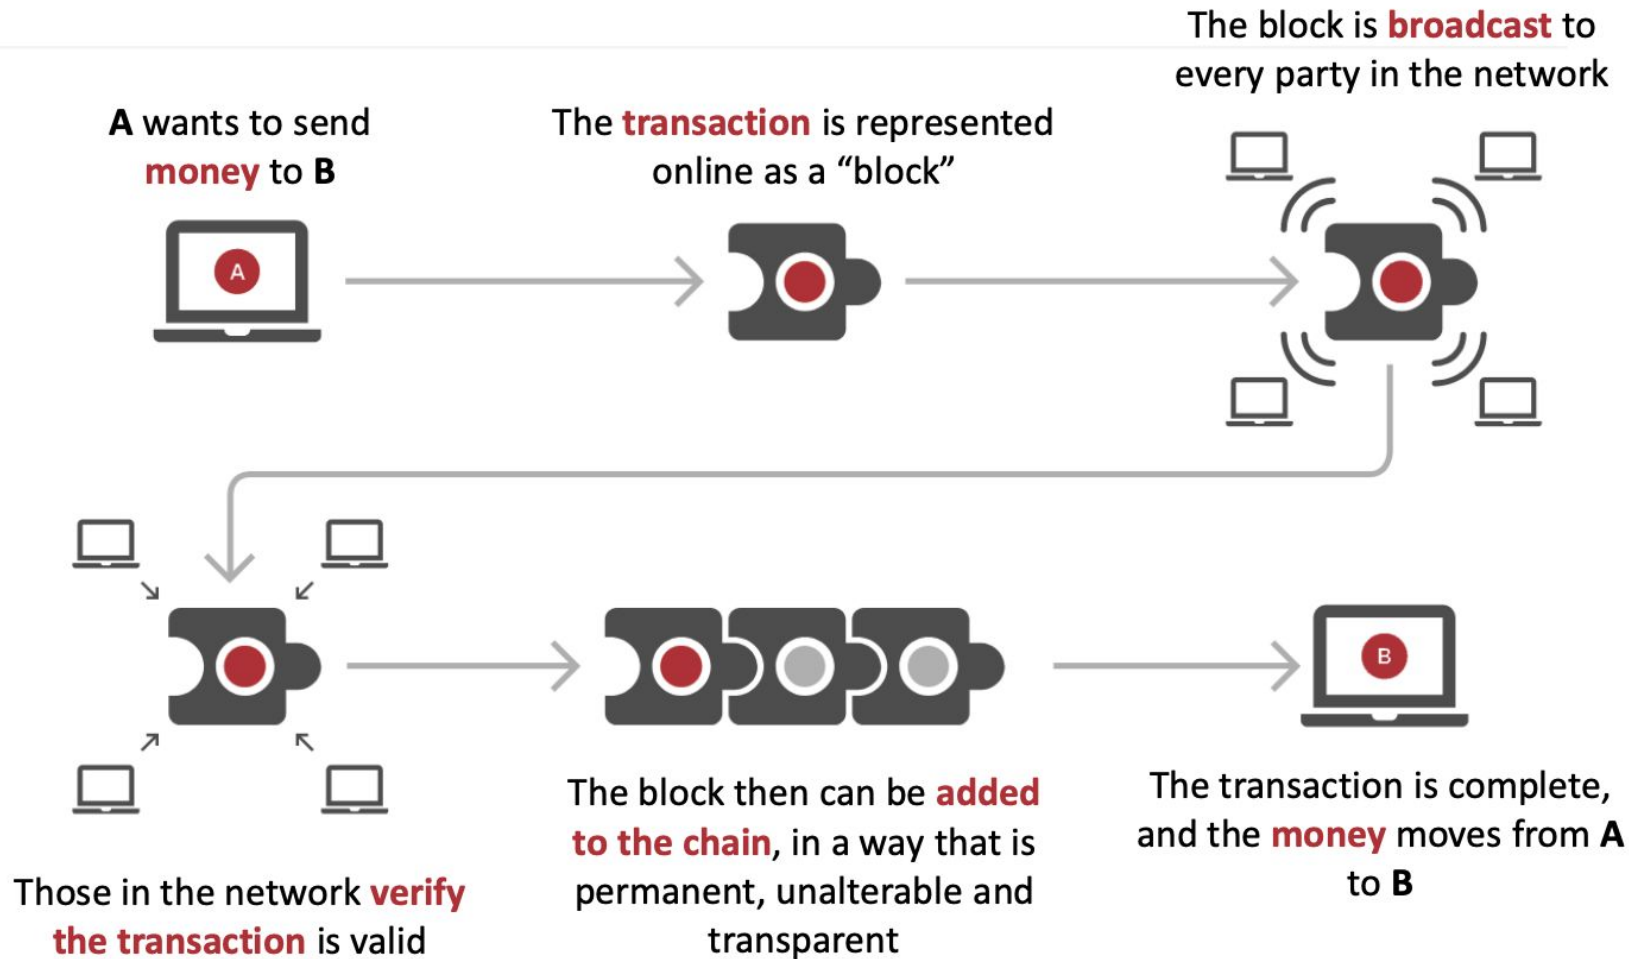 A wants to send
money to B
A
The transaction is represented
online as a “block”
The block is broadcast to
every party in the network
Those in the network verify
the transaction is valid
The block then can be added
to the chain, in a way that is
permanent, unalterable and
transparent
B
The transaction is complete,
and the money moves from A
to B